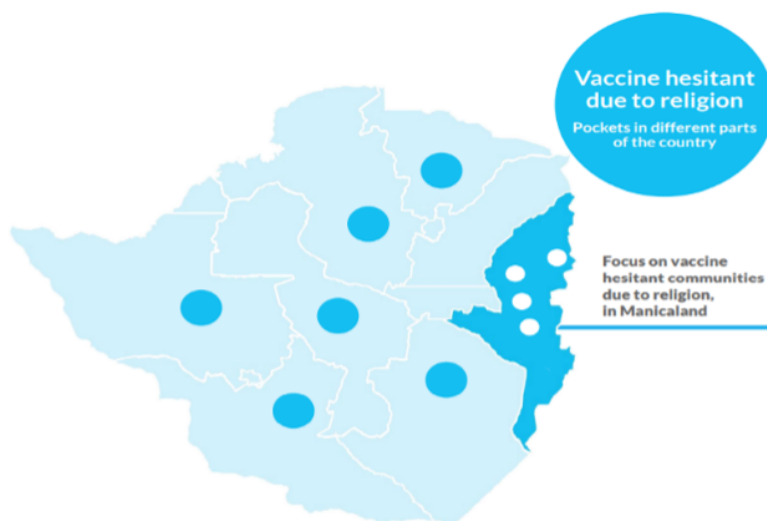 Vaccine hesitant
due to religion
Pockets in different parts
of the country
Focus on vaccine
hesitant communities
due to religion,
in Manicaland